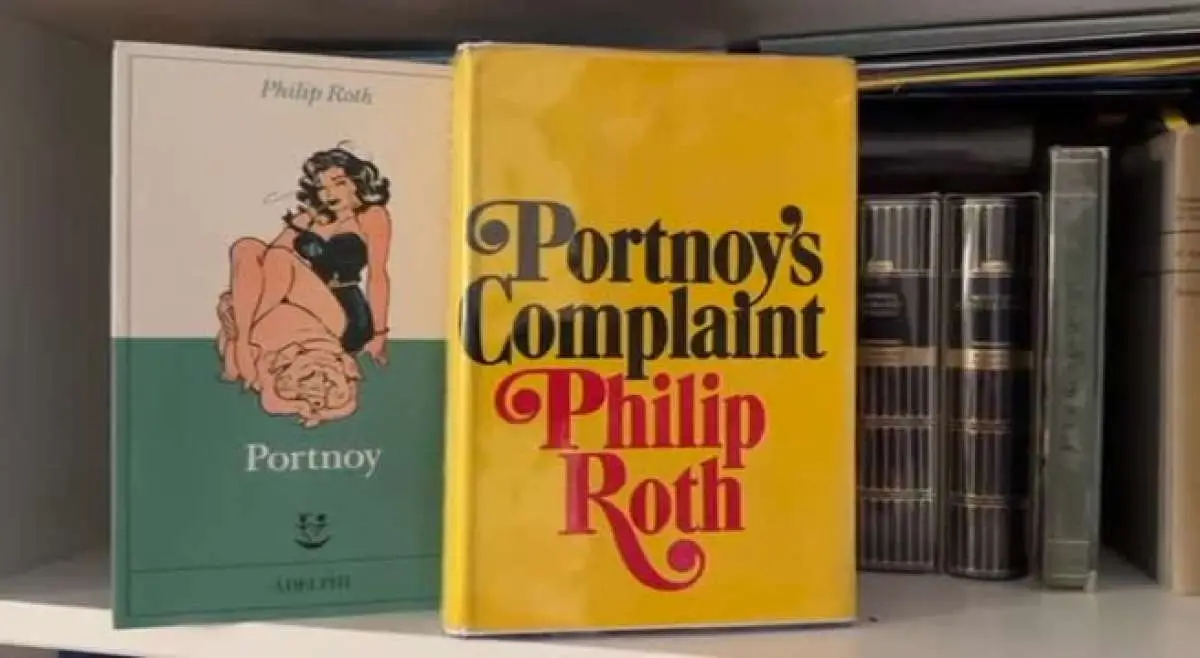 Philip Roth
Portnoy
ADELPHI
Portnoy's
Complaint
Philip
Roth